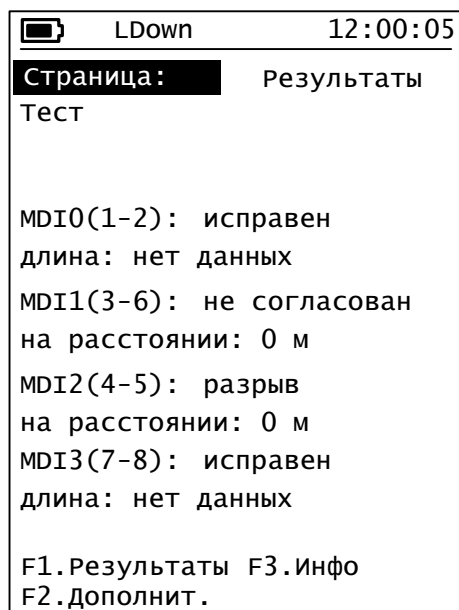 LDown 12:00:05
Страница: Результаты
Тест
MDI0(1-2): исправен
длина: нет данных
MDI1(3-6): не согласован
на расстоянии: 0 м
MDI2(4-5): разрыв
на расстоянии: 0 м
MDI3(7-8): исправен
длина: нет данных
F1.Результаты F3.Инфо
F2.Дополнит.